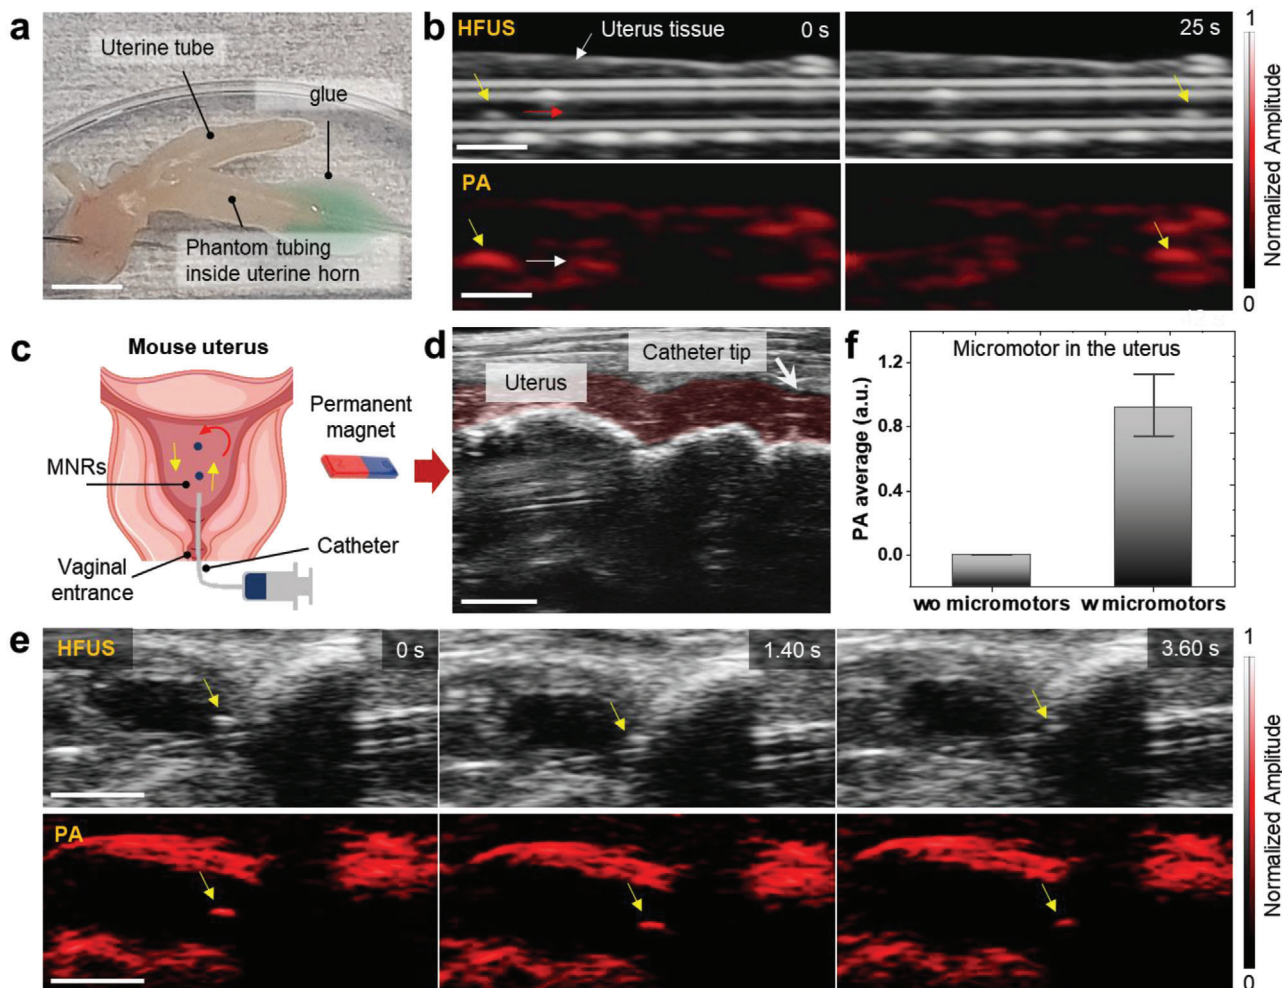 a
Uterine tube
glue
Phantom tubing
inside uterine horn
b
HFUS
Uterus tissue
0 s
25 s
PA
1
Normalized Amplitude
0
c
Mouse uterus
MNRs
Vaginal
entrance
Catheter
Permanent
magnet
d
Uterus
Catheter tip
f
Micromotor in the uterus
PA average (a.u.)
1.2
0.8
0.4
0.0
wo micromotors
w micromotors
e
HFUS
0 s
1.40 s
3.60 s
PA
1
Normalized Amplitude
0